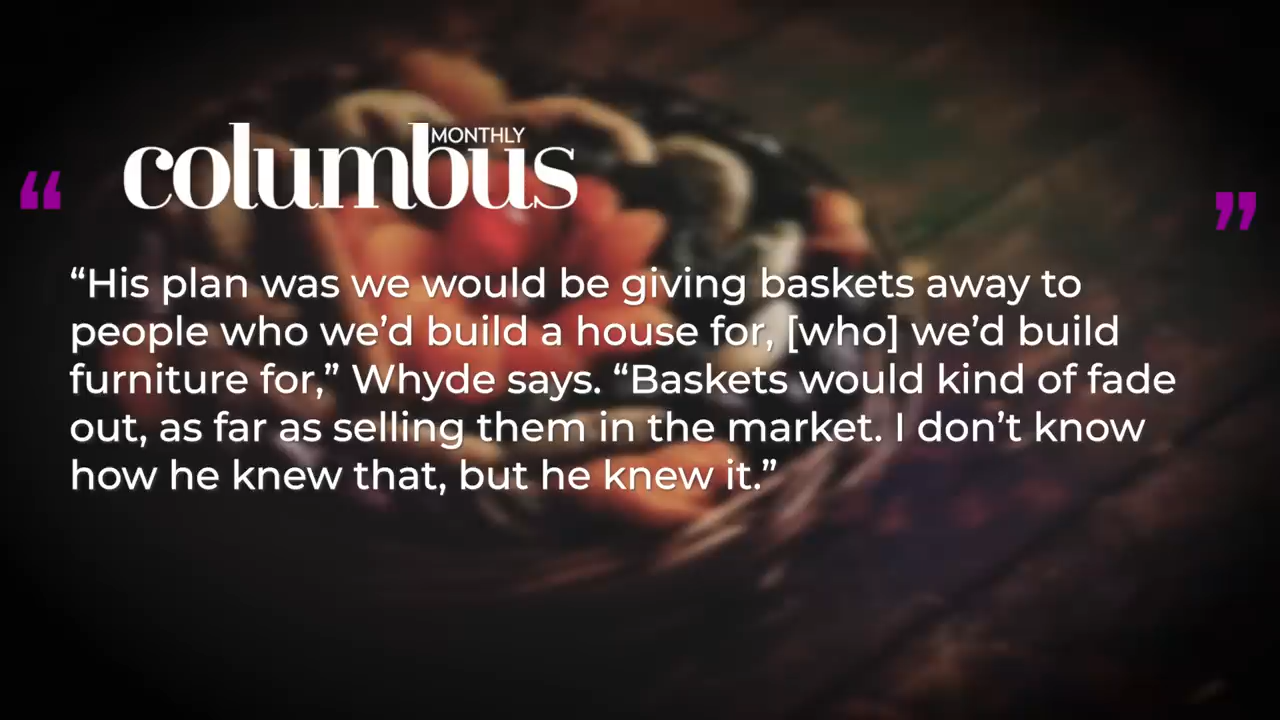 MONTHLY
columbus
“ ”
“His plan was we would be giving baskets away to
people who we’d build a house for, [who] we’d build
furniture for,” Whyde says. “Baskets would kind of fade
out, as far as selling them in the market. I don’t know
how he knew that, but he knew it.”